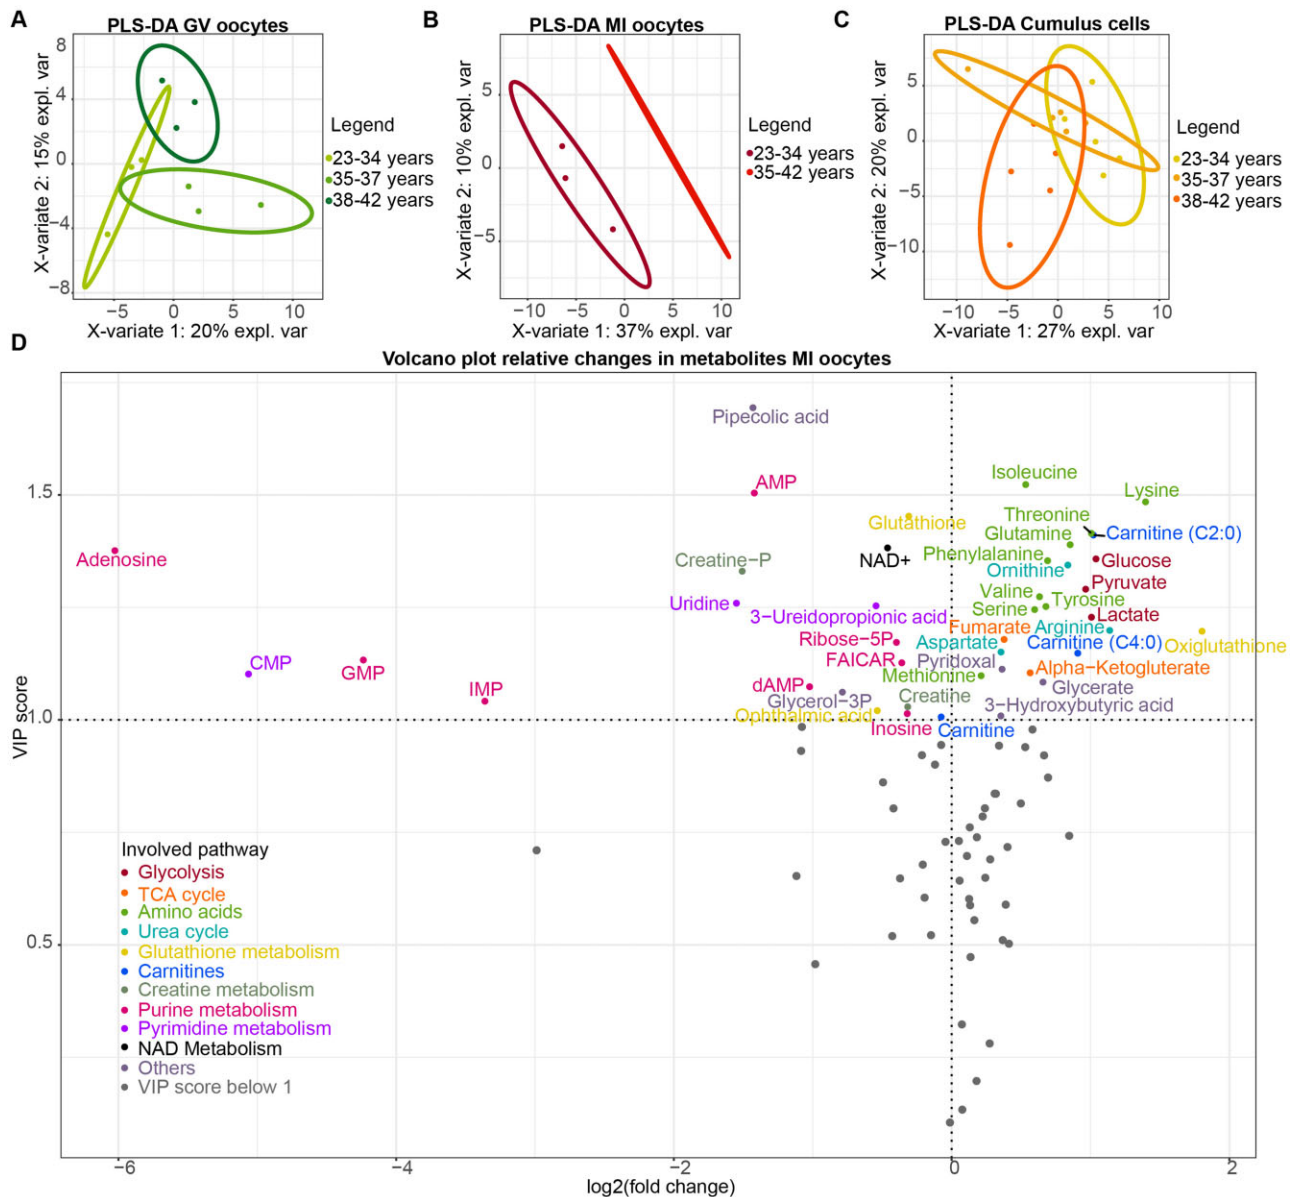 A
PLS-DA GV oocytes
8
4
0
−4
−8
−5
0
5
10
X-variate 2: 15% expl. var
X-variate 1: 20% expl. var
Legend
23-34 years
35-37 years
38-42 years
B
PLS-DA MI oocytes
5
0
−5
−10
−5
0
5
10
X-variate 2: 10% expl. var
X-variate 1: 37% expl. var
Legend
23-34 years
35-42 years
C
PLS-DA Cumulus cells
5
0
−5
−10
−10
−5
0
5
10
X-variate 2: 20% expl. var
X-variate 1: 27% expl. var
Legend
23-34 years
35-37 years
38-42 years
D
Volcano plot relative changes in metabolites MI oocytes
Pipecolic acid
AMP
Isoleucine
Lysine
Glutathione
Threonine
Glutamine
Carnitine (C2:0)
Adenosine
Creatine−P
NAD+
Phenylalanine
Glucose
Ornithine
Pyruvate
Uridine
3−Ureidopropionic acid
Valine
Tyrosine
Serine
Lactate
Ribose−5P
Fumarate
Arginine
Aspartate
Carnitine (C4:0)
Oxiglutathione
CMP
GMP
FAICAR
Pyridoxal
Alpha−Ketogluterate
Methionine
IMP
dAMP
Creatine
Glycerate
Glycerol−3P
3−Hydroxybutyric acid
Ophthalmic acid
Inosine
Carnitine
1.5
1.0
0.5
VIP score
Involved pathway
Glycolysis
TCA cycle
Amino acids
Urea cycle
Glutathione metabolism
Carnitines
Creatine metabolism
Purine metabolism
Pyrimidine metabolism
NAD Metabolism
Others
VIP score below 1
−6
−4
−2
0
2
log2(fold change)